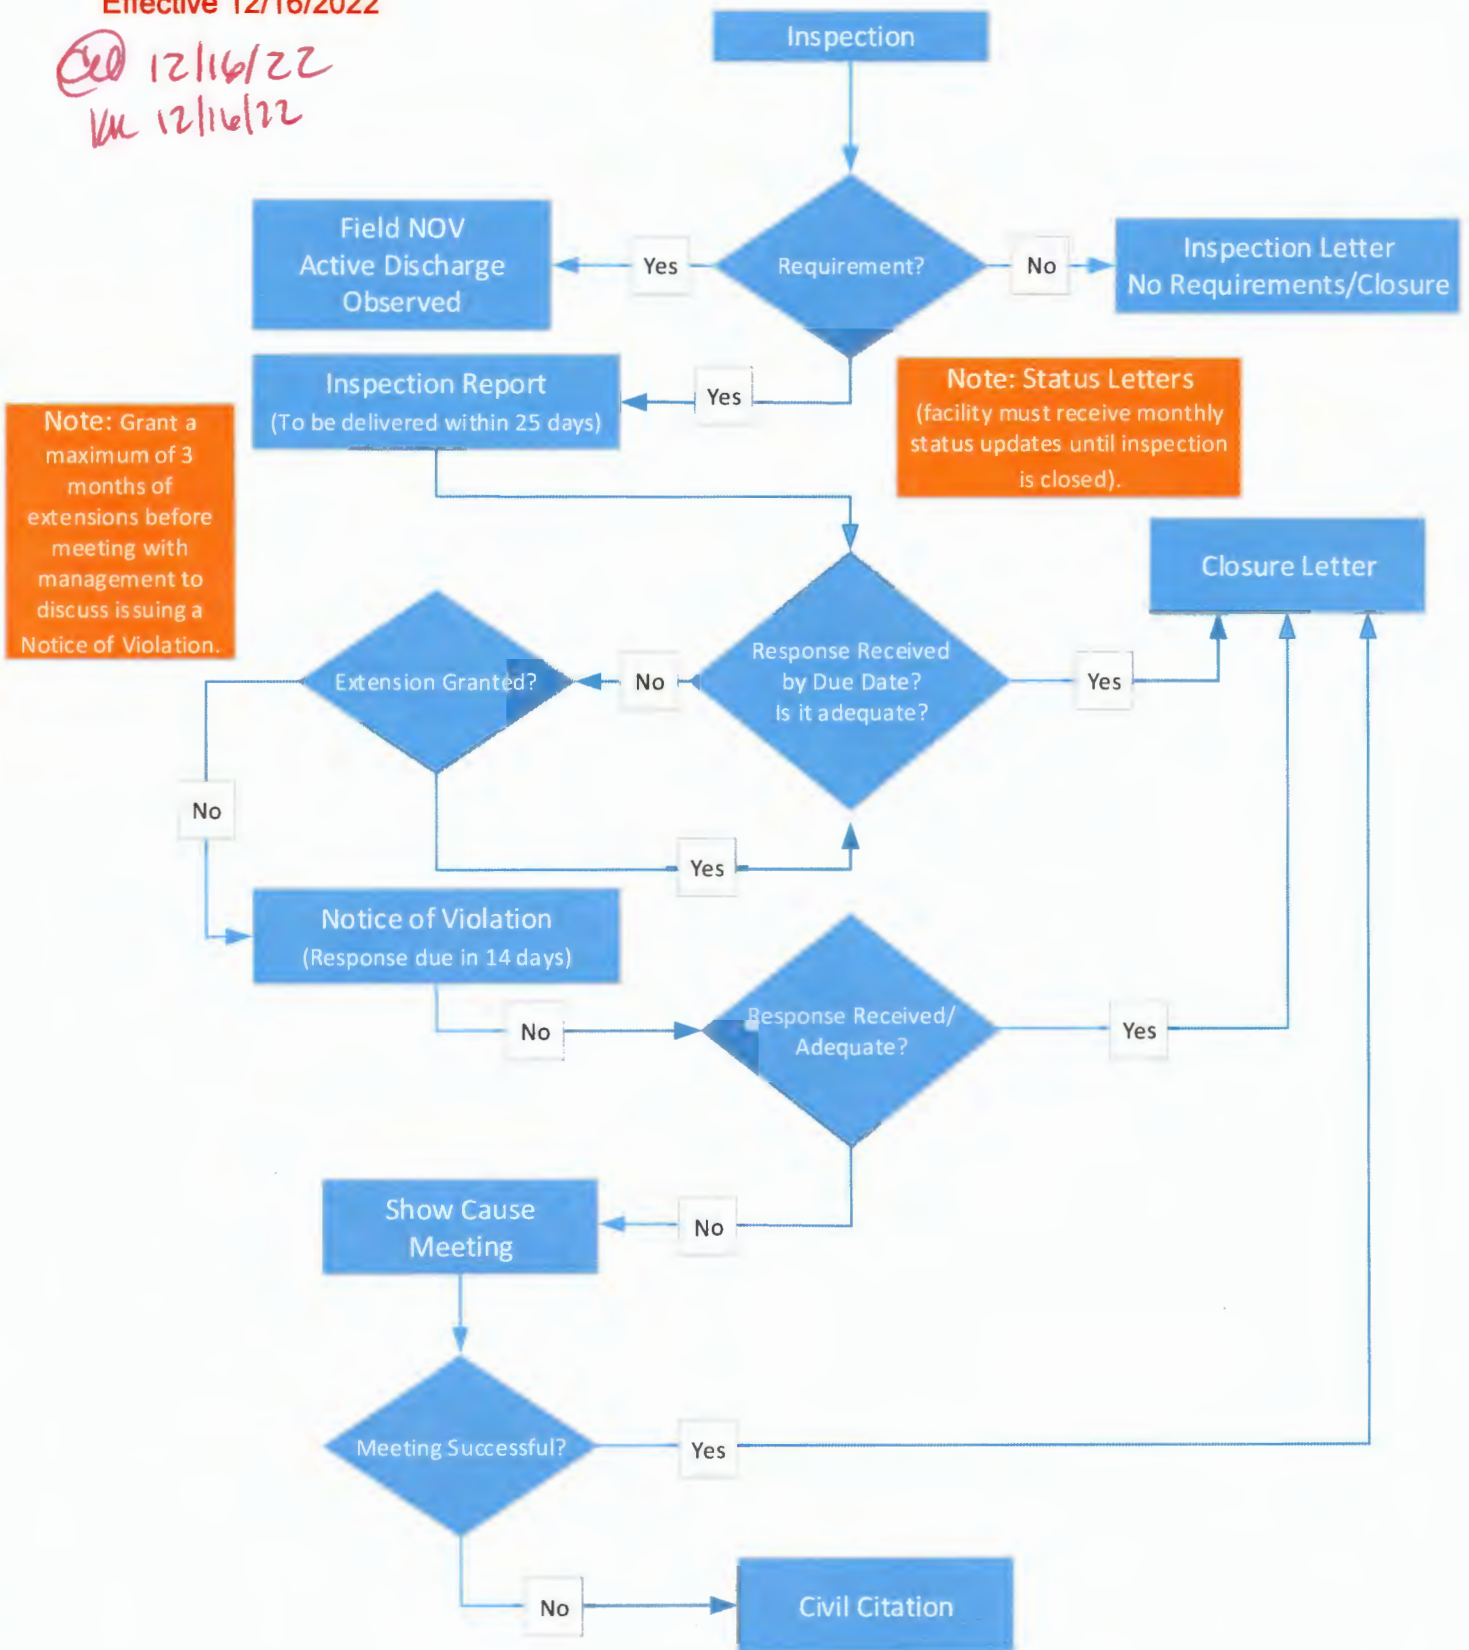 Effective 12/16/2022
12/16/22
12/16/22
Inspection
Requirement?
Yes
No
Field NOV
Active Discharge
Observed
Inspection Letter
No Requirements/Closure
Inspection Report
(To be delivered within 25 days)
Yes
Note: Status Letters
(facility must receive monthly
status updates until inspection
is closed).
Note: Grant a
maximum of 3
months of
extensions before
meeting with
management to
discuss issuing a
Notice of Violation.
Closure Letter
Extension Granted?
No
Response Received
by Due Date?
Is it adequate?
Yes
No
Yes
Notice of Violation
(Response due in 14 days)
No
Response Received/
Adequate?
Yes
Show Cause
Meeting
No
Meeting Successful?
Yes
No
Civil Citation